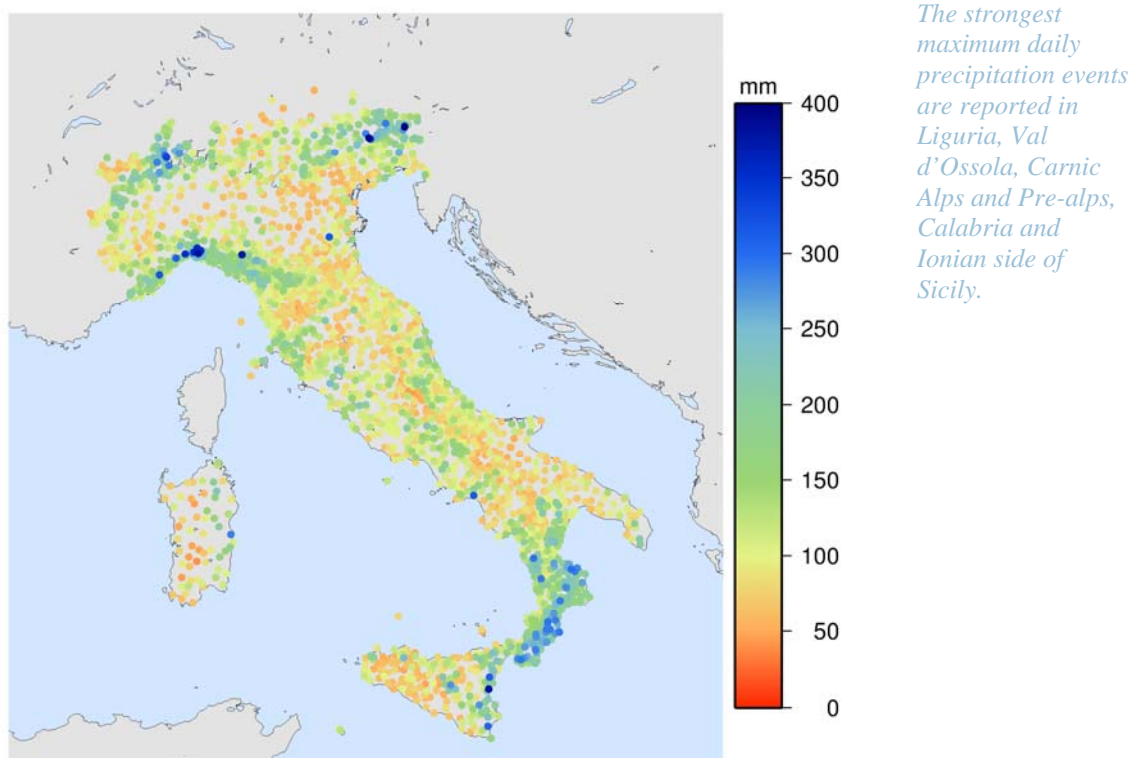 The strongest
maximum daily
precipitation events
are reported in
Liguria, Val
d’Ossola, Carnic
Alps and Pre-alps,
Calabria and
Ionian side of
Sicily.
mm
400
350
300
250
200
150
100
50
0